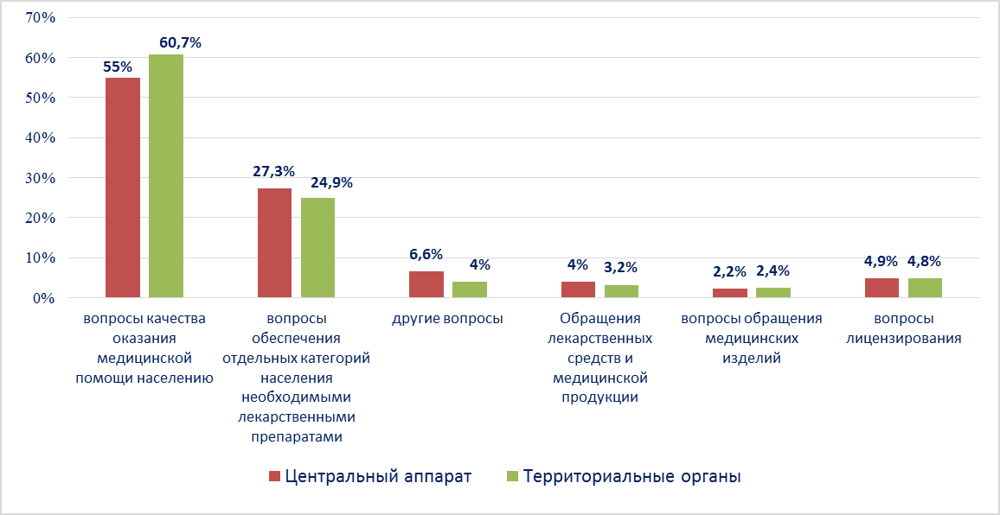 70%
60%
50%
40%
30%
20%
10%
0%
55%
60,7%
27,3%
24,9%
6,6%
4%
4%
3,2%
2,2%
2,4%
4,9%
4,8%
вопросы качества
оказания
медицинской
помощи населению
вопросы
обеспечения
отдельных категорий
населения
необходимыми
лекарственными
препаратами
другие вопросы
Обращения
лекарственных
средств и
медицинской
продукции
вопросы обращения
медицинских
изделий
вопросы
лицензирования
Центральный аппарат
Территориальные органы